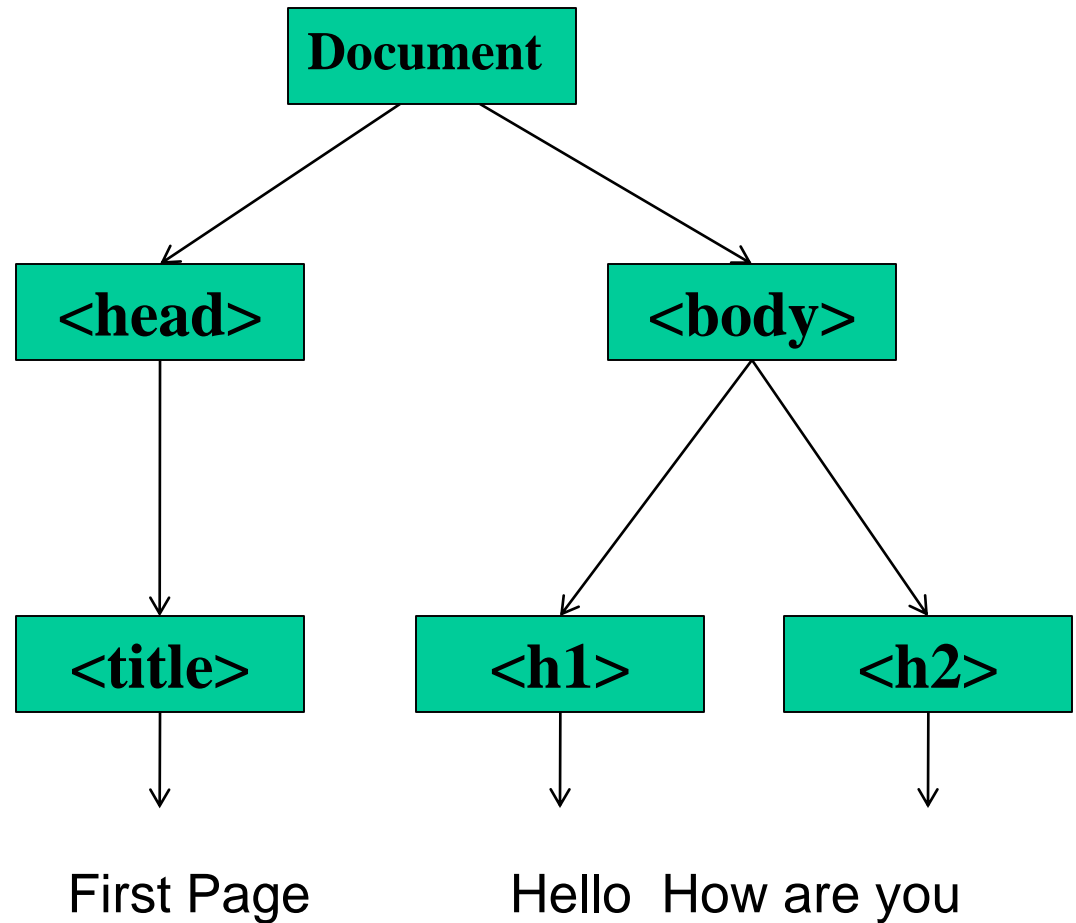 Document
<head> <body>
<title> <h1> <h2>
First Page Hello How are you